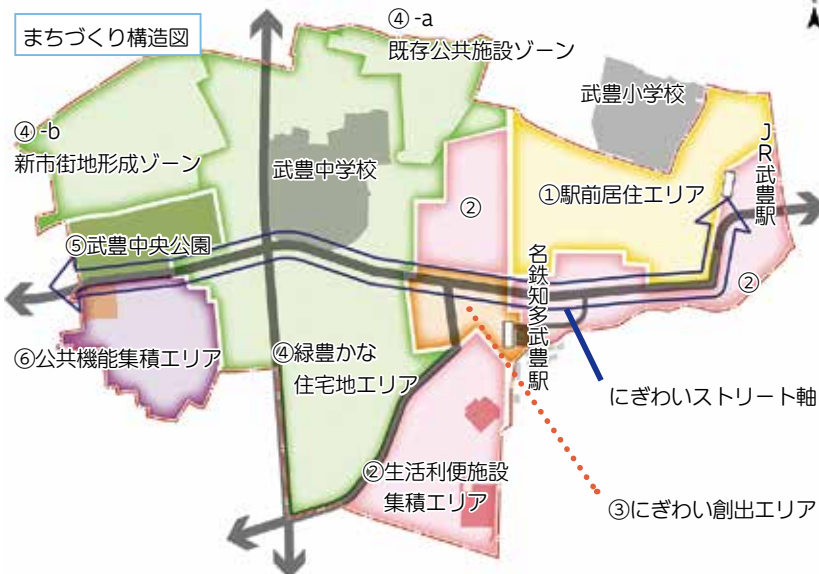 まちづくり構造図
④-a
既存公共施設ゾーン
武豊小学校
④-b
新市街地形成ゾーン
武豊中学校
②
①駅前居住エリア
JR武豊駅
⑤武豊中央公園
名鉄知多武豊駅
②
⑥公共機能集積エリア
④緑豊かな
住宅地エリア
にぎわいストリート軸
②生活利便施設
集積エリア
③にぎわい創出エリア